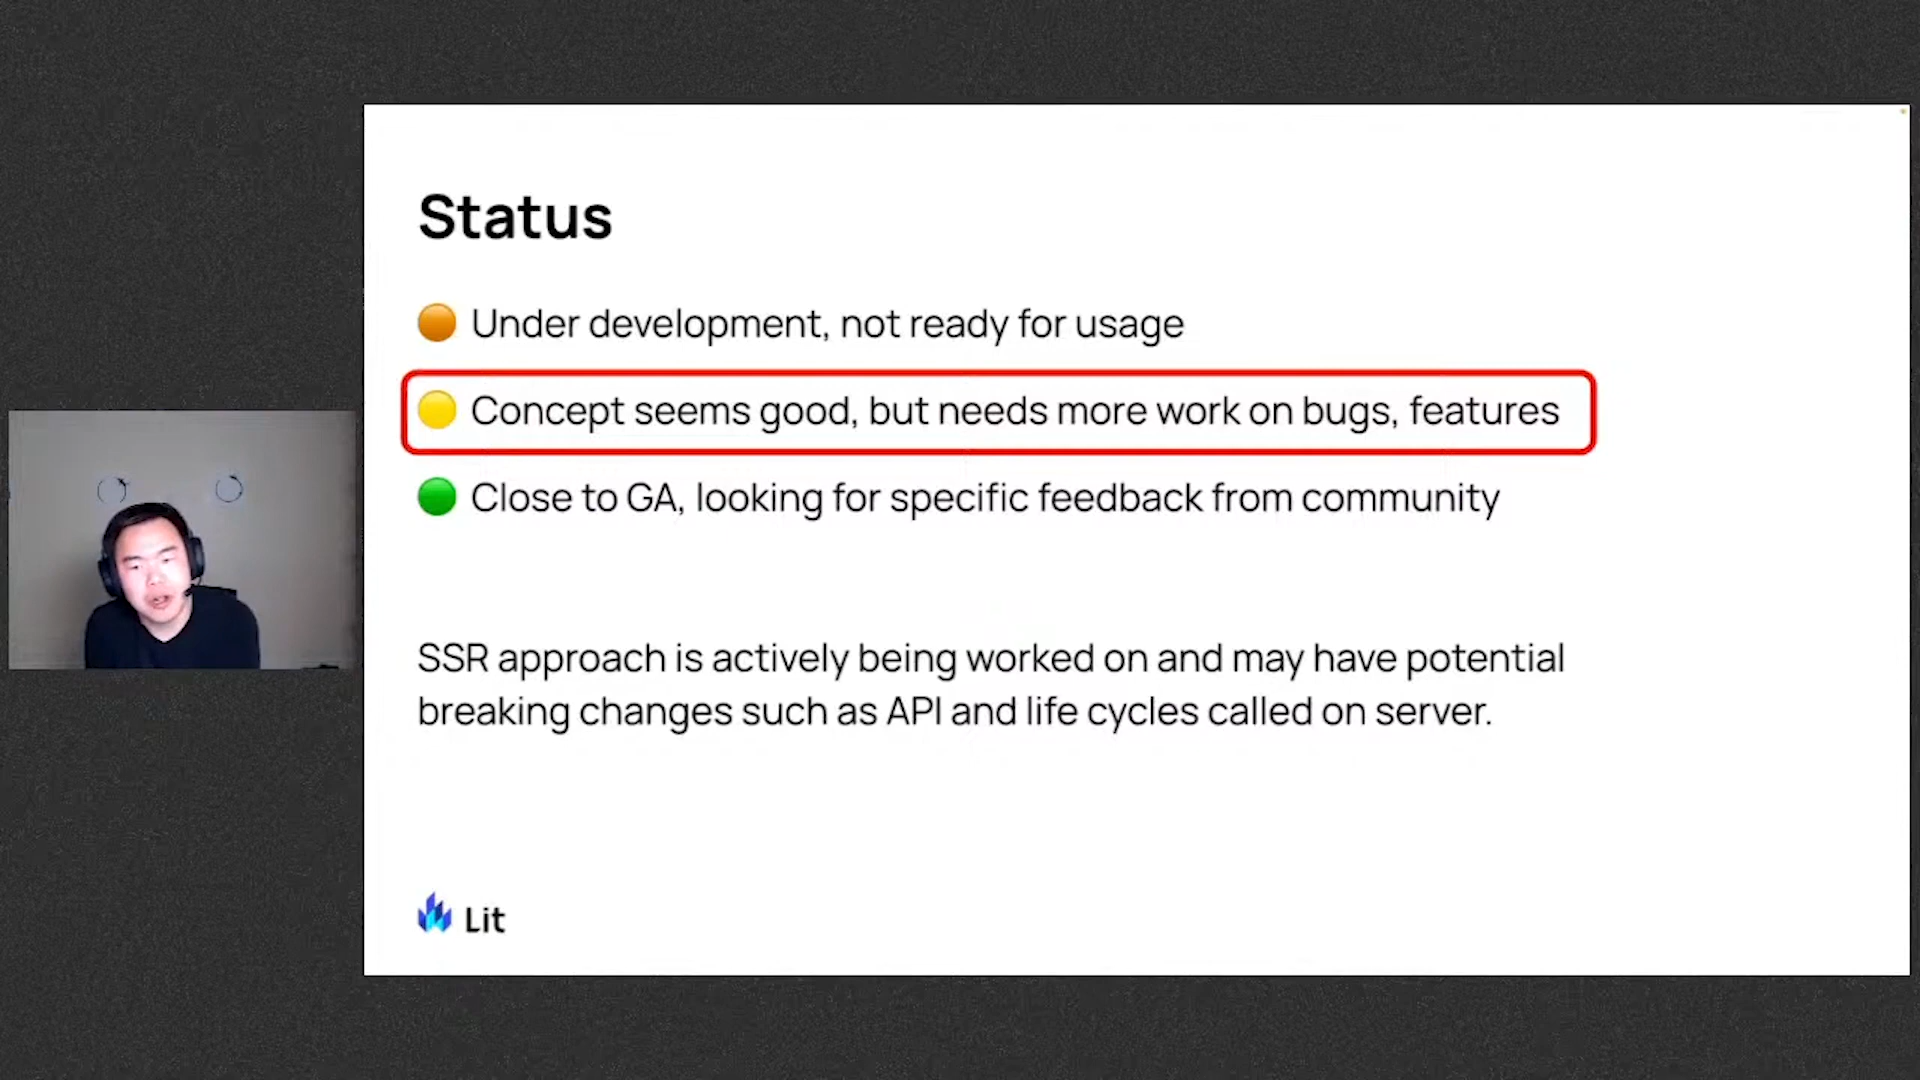 Status
Under development, not ready for usage
Concept seems good, but needs more work on bugs, features
Close to GA, looking for specific feedback from community
SSR approach is actively being worked on and may have potential
breaking changes such as API and life cycles called on server.
Lit